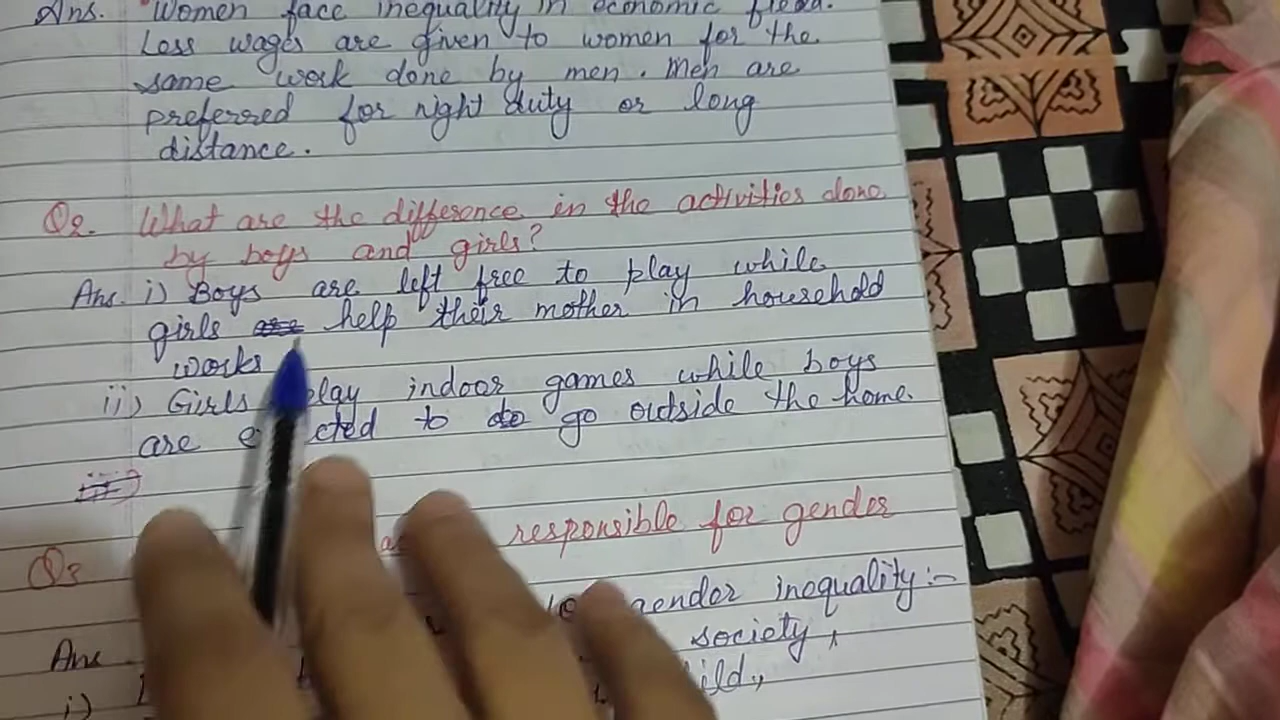 Ans. Women face inequality in economic field.
Less wages are given to women for the
same work done by men. Men are
preferred for night duty or long
distance.
Q2. What are the difference in the activities done
by boys and girls?
Ans. i) Boys are left free to play while
girls help their mother in household
works
ii) Girls play indoor games while boys
are to go outside the home.
responsible for gender
gender inequality:-
Ans
society,
i)